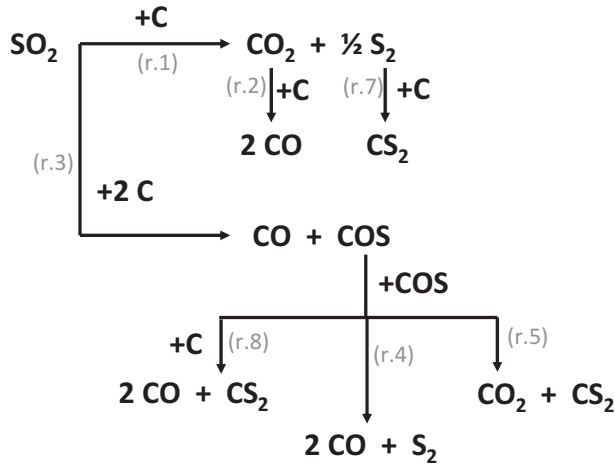 +C
SO₂ CO₂ + ½ S₂
(r.1)
(r.2) +C (r.7) +C
2 CO CS₂
(r.3)
+2 C
CO + COS
+COS
+C (r.8) (r.4) (r.5)
2 CO + CS₂ CO₂ + CS₂
2 CO + S₂